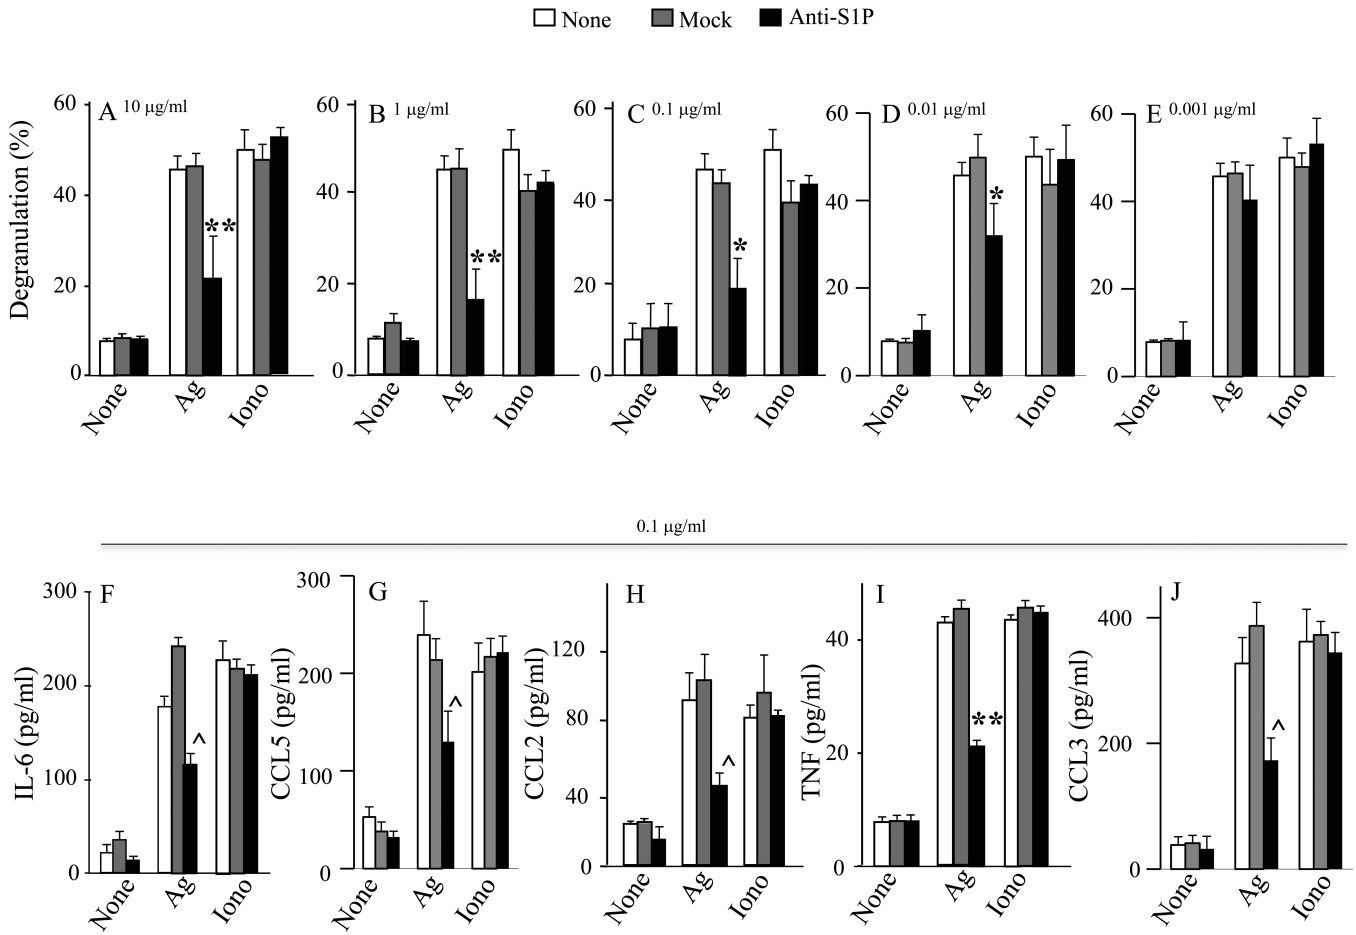 None Mock Anti-S1P
Degranulation (%)
A 10 µg/ml
60
40
20
0
None Ag Iono
B 1 µg/ml
60
40
20
0
None Ag Iono
C 0.1 µg/ml
60
40
20
0
None Ag Iono
D 0.01 µg/ml
60
40
20
0
None Ag Iono
E 0.001 µg/ml
60
40
20
0
None Ag Iono
**
**
*
*
0.1 µg/ml
F
IL-6 (pg/ml)
300
200
100
0
^
None Ag Iono
G
CCL5 (pg/ml)
300
200
100
0
^
None Ag Iono
H
CCL2 (pg/ml)
120
80
40
0
^
None Ag Iono
I
TNF (pg/ml)
40
20
0
**
None Ag Iono
J
CCL3 (pg/ml)
400
200
0
^
None Ag Iono